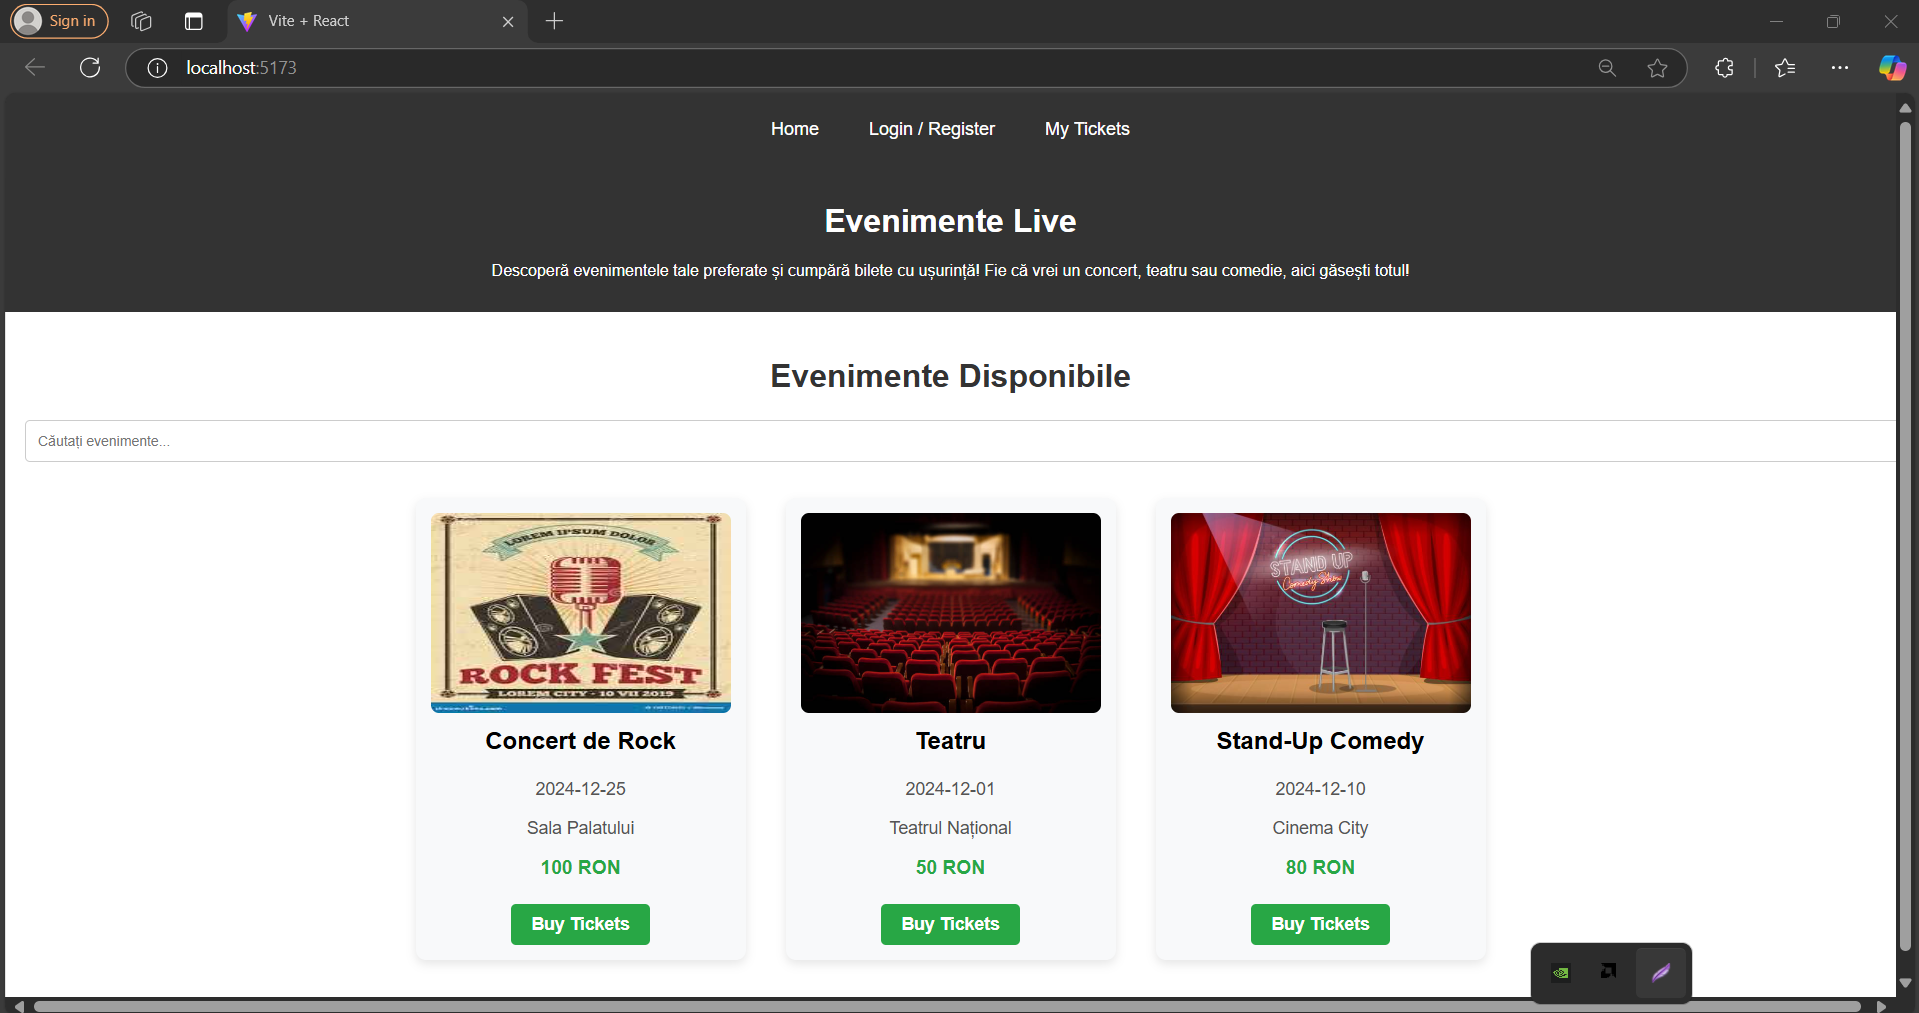 Sign in
Vite + React
localhost:5173
Home Login / Register My Tickets
Evenimente Live
Descoperă evenimentele tale preferate și cumpără bilete cu ușurință! Fie că vrei un concert, teatru sau comedie, aici găsești totul!
Evenimente Disponibile
Căutați evenimente...
LOREM IPSUM DOLOR
ROCK FEST
LOREM CITY - 10 VII 2019
STAND UP
Comedy Show
Concert de Rock
2024-12-25
Sala Palatului
100 RON
Buy Tickets
Teatru
2024-12-01
Teatrul Național
50 RON
Buy Tickets
Stand-Up Comedy
2024-12-10
Cinema City
80 RON
Buy Tickets